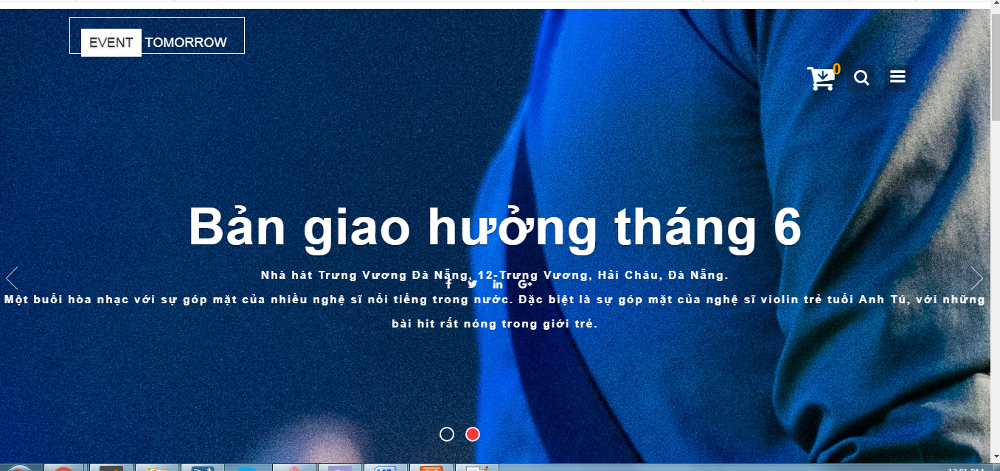 EVENT TOMORROW
0
Bản giao hưởng tháng 6
Nhà hát Trưng Vương Đà Nẵng, 12-Trưng Vương, Hải Châu, Đà Nẵng.
Một buổi hòa nhạc với sự góp mặt của nhiều nghệ sĩ nổi tiếng trong nước. Đặc biệt là sự góp mặt của nghệ sĩ violin trẻ tuổi Anh Tú, với những
bài hit rất nóng trong giới trẻ.